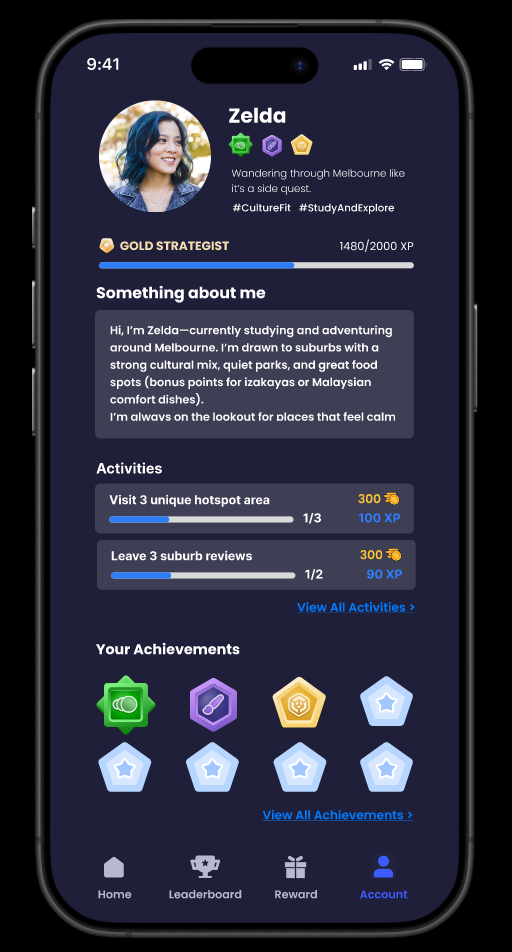 9:41
Zelda
Wandering through Melbourne like
it's a side quest.
#CultureFit #StudyAndExplore
GOLD STRATEGIST 1480/2000 XP
Something about me
Hi, I'm Zelda—currently studying and adventuring
around Melbourne. I'm drawn to suburbs with a
strong cultural mix, quiet parks, and great food
spots (bonus points for izakayas or Malaysian
comfort dishes).
I'm always on the lookout for places that feel calm
Activities
Visit 3 unique hotspot area 300
1/3 100 XP
Leave 3 suburb reviews 300
1/2 90 XP
View All Activities >
Your Achievements
View All Achievements >
Home Leaderboard Reward Account